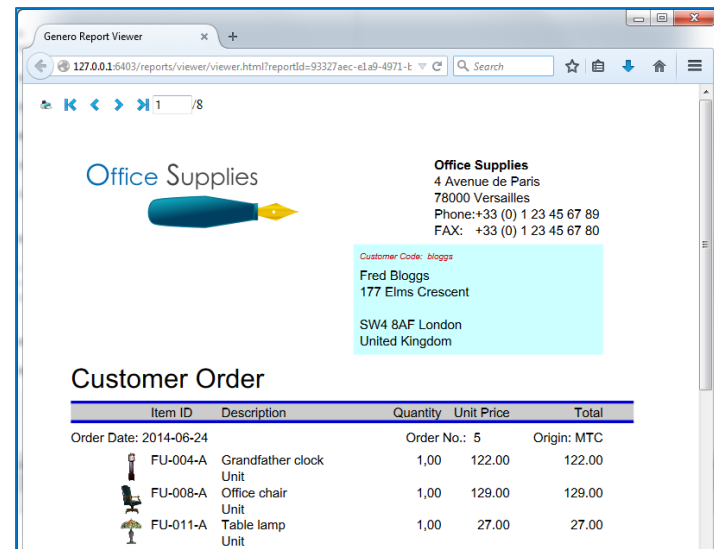 Genero Report Viewer
127.0.0.1:6403/reports/viewer/viewer.html?reportId=93327aec-e1a9-4971-b
Search
1 /8
Office Supplies
Office Supplies
4 Avenue de Paris
78000 Versailles
Phone:+33 (0) 1 23 45 67 89
FAX: +33 (0) 1 23 45 67 80
Customer Code: bloggs
Fred Bloggs
177 Elms Crescent
SW4 8AF London
United Kingdom
Customer Order
Item ID Description Quantity Unit Price Total
Order Date: 2014-06-24 Order No.: 5 Origin: MTC
FU-004-A Grandfather clock 1,00 122.00 122.00
Unit
FU-008-A Office chair 1,00 129.00 129.00
Unit
FU-011-A Table lamp 1,00 27.00 27.00
Unit